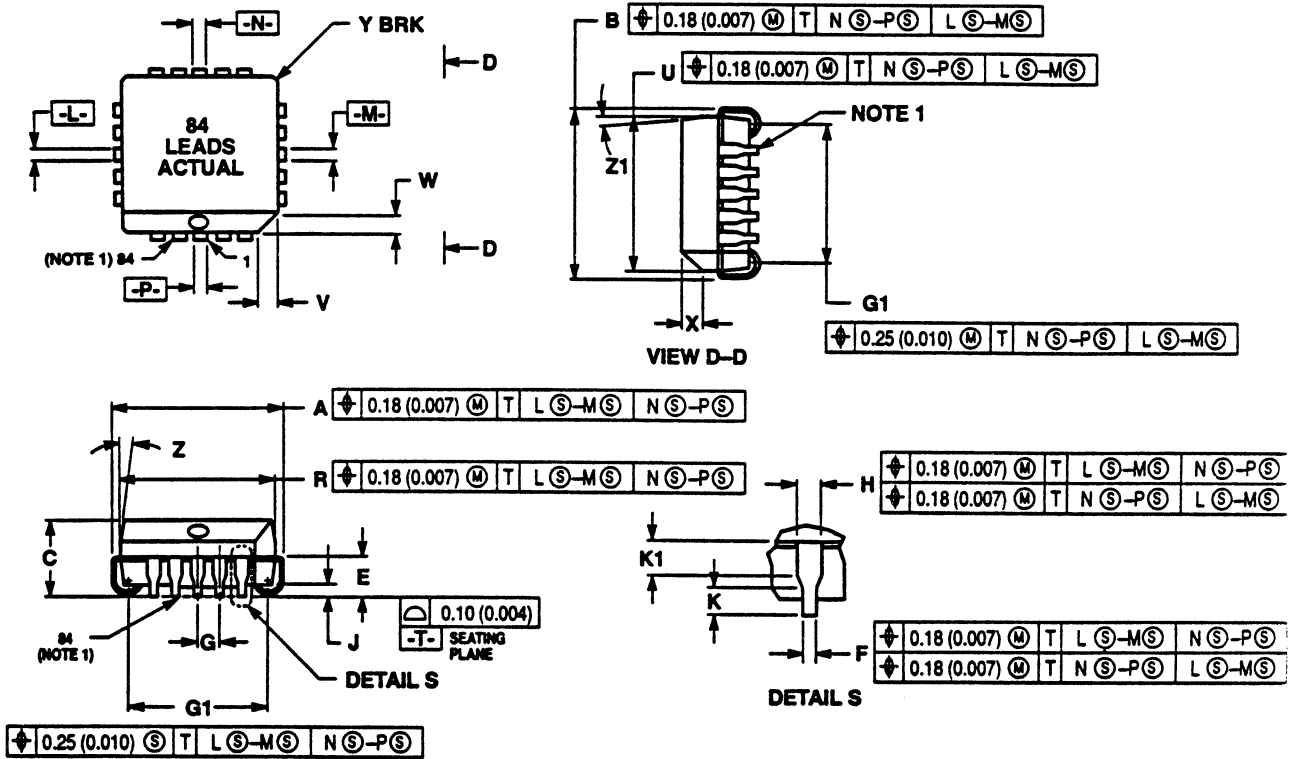 -N-
Y BRK
D
-L-
-M-
84
LEADS
ACTUAL
W
D
(NOTE 1) 84
1
-P-
V
B ⌖ 0.18 (0.007) Ⓜ T N Ⓢ–P Ⓢ L Ⓢ–M Ⓢ
U ⌖ 0.18 (0.007) Ⓜ T N Ⓢ–P Ⓢ L Ⓢ–M Ⓢ
NOTE 1
Z1
G1
X
⌖ 0.25 (0.010) Ⓜ T N Ⓢ–P Ⓢ L Ⓢ–M Ⓢ
VIEW D–D
A ⌖ 0.18 (0.007) Ⓜ T L Ⓢ–M Ⓢ N Ⓢ–P Ⓢ
Z
R ⌖ 0.18 (0.007) Ⓜ T L Ⓢ–M Ⓢ N Ⓢ–P Ⓢ
C
E
84
(NOTE 1)
G
J
⌓ 0.10 (0.004)
-T- SEATING
PLANE
DETAIL S
G1
⌖ 0.25 (0.010) Ⓢ T L Ⓢ–M Ⓢ N Ⓢ–P Ⓢ
H
⌖ 0.18 (0.007) Ⓜ T L Ⓢ–M Ⓢ N Ⓢ–P Ⓢ
⌖ 0.18 (0.007) Ⓜ T N Ⓢ–P Ⓢ L Ⓢ–M Ⓢ
K1
K
F
⌖ 0.18 (0.007) Ⓜ T L Ⓢ–M Ⓢ N Ⓢ–P Ⓢ
⌖ 0.18 (0.007) Ⓜ T N Ⓢ–P Ⓢ L Ⓢ–M Ⓢ
DETAIL S